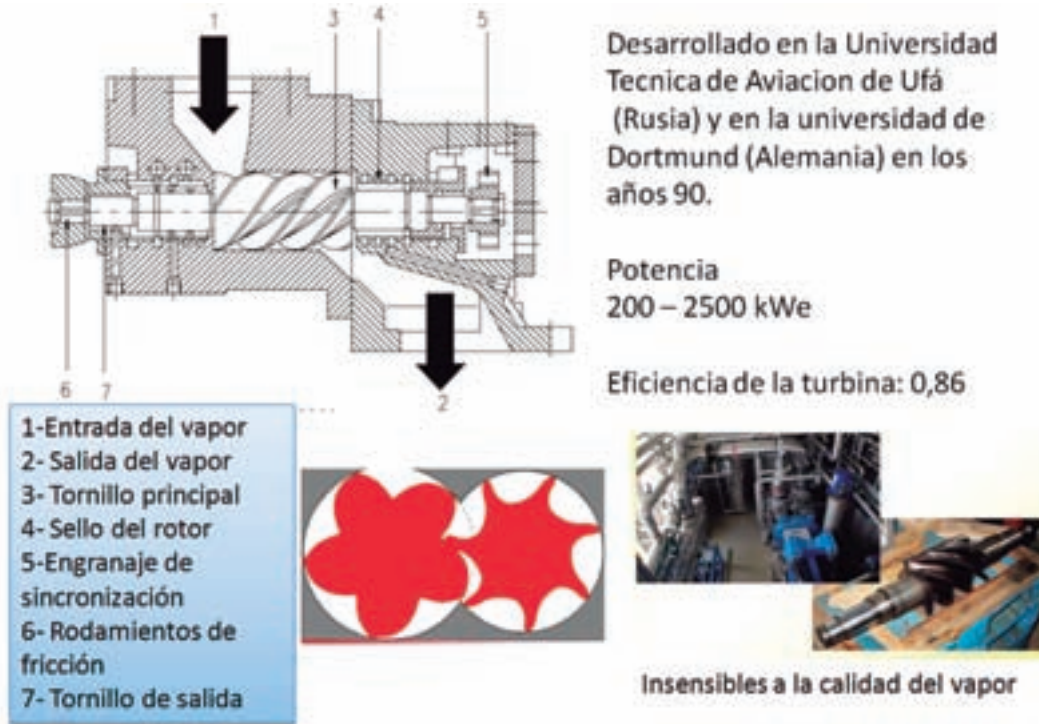 1
3
4
5
6
7
2
Desarrollado en la Universidad
Tecnica de Aviacion de Ufá
(Rusia) y en la universidad de
Dortmund (Alemania) en los
años 90.
Potencia
200 – 2500 kWe
Eficiencia de la turbina: 0,86
1-Entrada del vapor
2- Salida del vapor
3- Tornillo principal
4- Sello del rotor
5-Engranaje de
sincronización
6- Rodamientos de
fricción
7- Tornillo de salida
Insensibles a la calidad del vapor